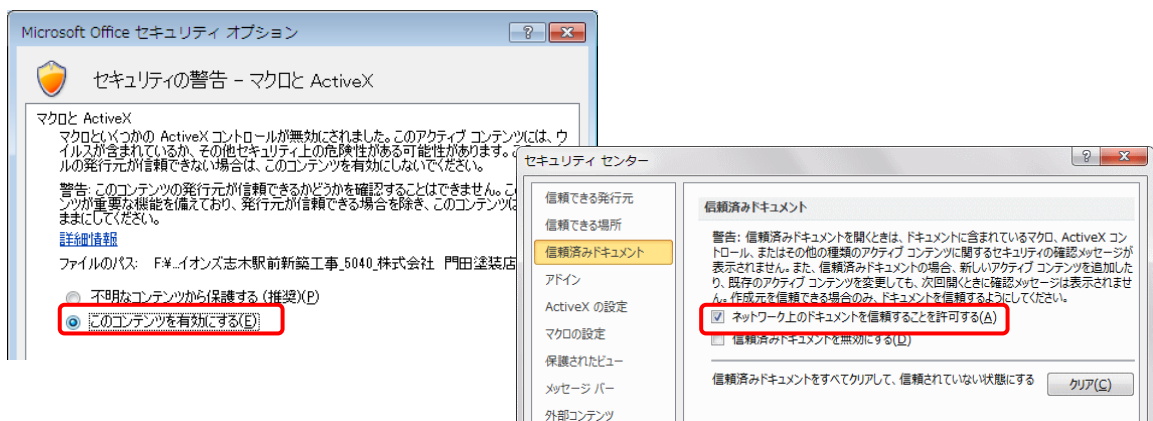 Microsoft Office セキュリティ オプション
セキュリティの警告 - マクロと ActiveX
マクロと ActiveX
マクロといくつかの ActiveX コントロールが無効にされました。このアクティブ コンテンツには、ウ
イルスが含まれているか、その他セキュリティ上の危険性がある可能性があります。
ルの発行元が信頼できない場合は、このコンテンツを有効にしないでください。
警告: このコンテンツの発行元が信頼できるかどうかを確認することはできません。こ
ンツが重要な機能を備えており、発行元が信頼できる場合を除き、このコンテンツは
ままにしてください。
詳細情報
ファイルのパス: F:¥...イオンズ志木駅前新築工事_5040_株式会社 門田塗装店
不明なコンテンツから保護する (推奨)(P)
このコンテンツを有効にする(E)
セキュリティ センター
信頼できる発行元
信頼できる場所
信頼済みドキュメント
アドイン
ActiveX の設定
マクロの設定
保護されたビュー
メッセージ バー
外部コンテンツ
信頼済みドキュメント
警告: 信頼済みドキュメントを開くときは、ドキュメントに含まれているマクロ、ActiveX コン
トロール、またはその他の種類のアクティブ コンテンツに関するセキュリティの確認メッセージが
表示されません。また、信頼済みドキュメントの場合、新しいアクティブ コンテンツを追加した
り、既存のアクティブ コンテンツを変更しても、次回開くときに確認メッセージは表示されませ
ん。作成元を信頼できる場合のみ、ドキュメントを信頼するようにしてください。
ネットワーク上のドキュメントを信頼することを許可する(A)
信頼済みドキュメントを無効にする(D)
信頼済みドキュメントをすべてクリアして、信頼されていない状態にする
クリア(C)